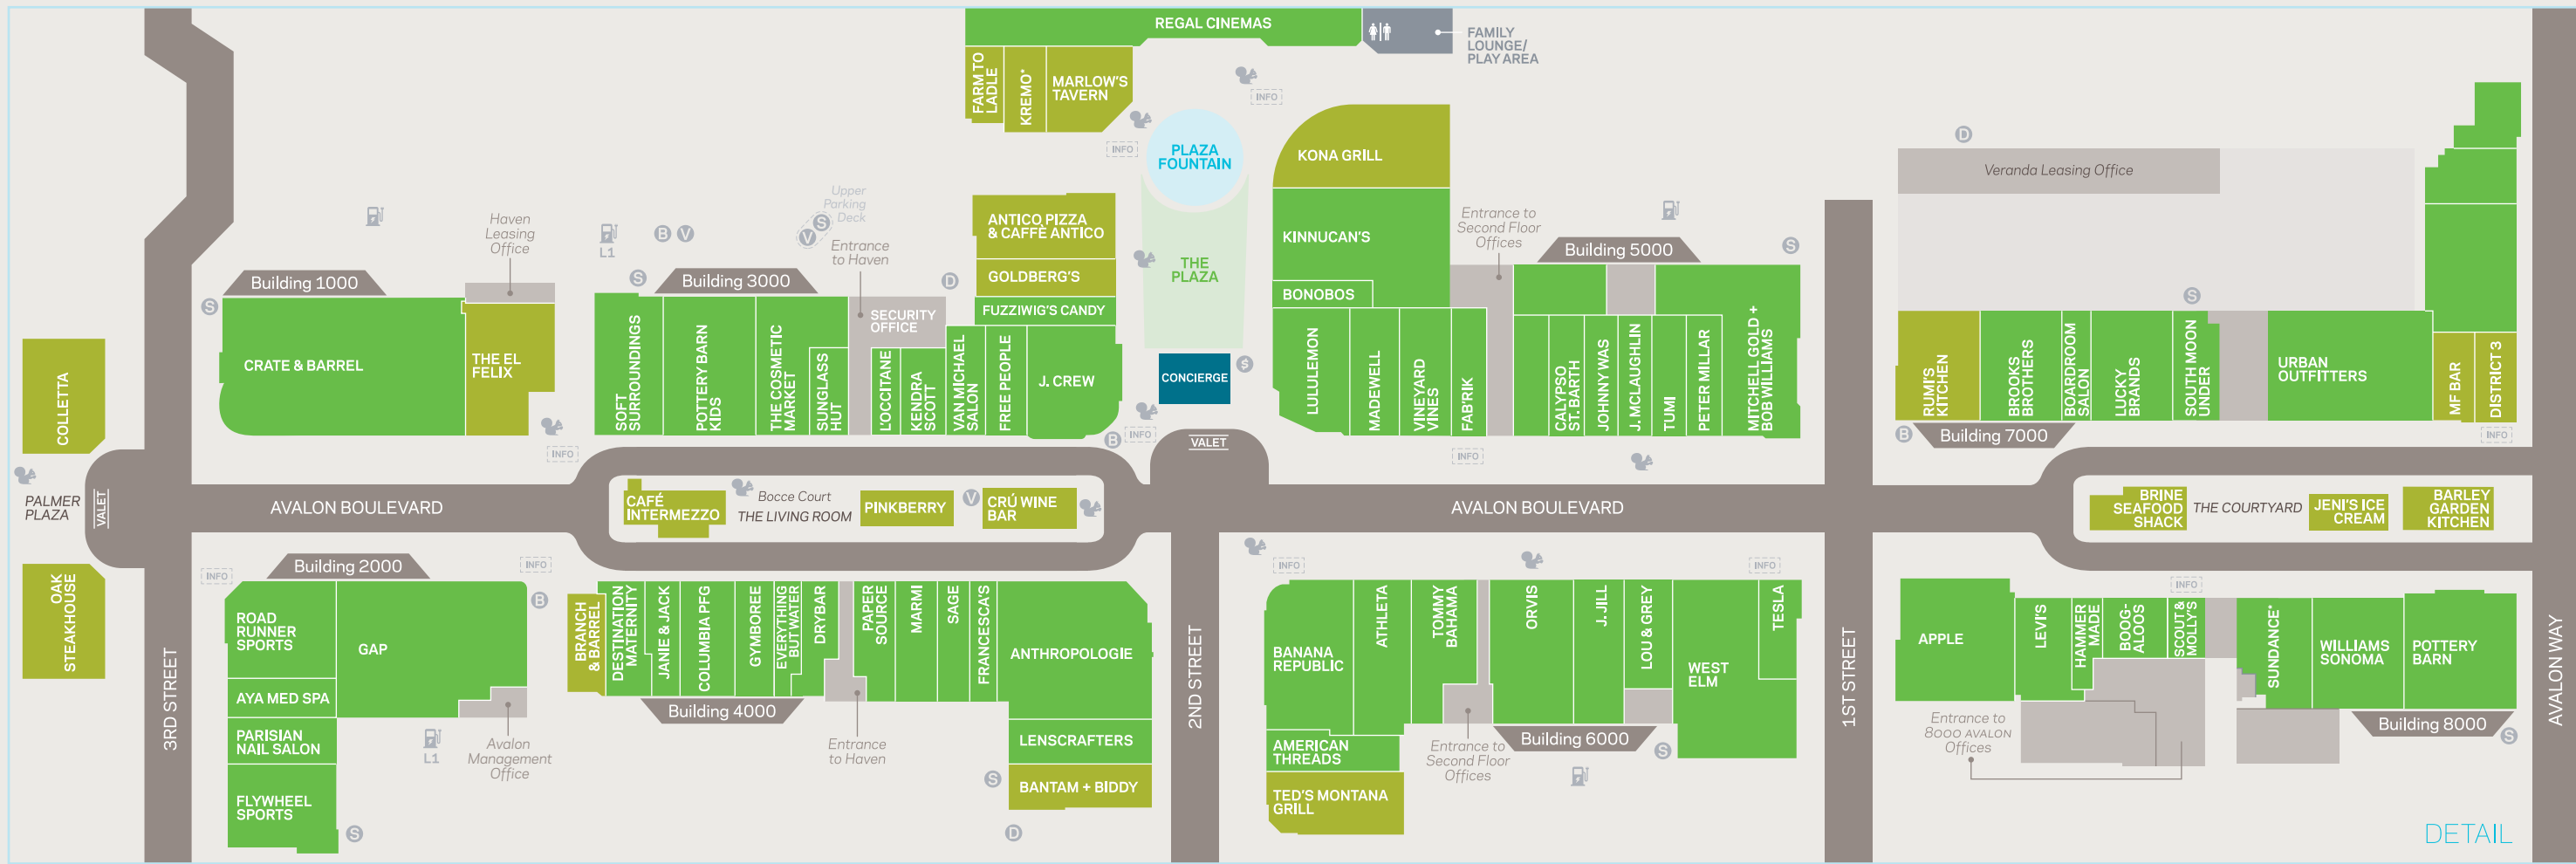 REGAL CINEMAS
FAMILY
LOUNGE/
PLAY AREA
FARM TO
LADLE
KREMO*
MARLOW'S
TAVERN
INFO
INFO
PLAZA
FOUNTAIN
THE
PLAZA
CONCIERGE
$
VALET
KONA GRILL
KINNUCAN'S
BONOBOS
LULULEMON
MADEWELL
VINEYARD
VINES
FAB'RIK
Entrance to
Second Floor
Offices
Building 5000
S
CALYPSO
ST. BARTH
JOHNNY WAS
J. MCLAUGHLIN
TUMI
PETER MILLAR
MITCHELL GOLD +
BOB WILLIAMS
INFO
D
Veranda Leasing Office
S
RUMI'S
KITCHEN
BROOKS
BROTHERS
BOARDROOM
SALON
LUCKY
BRANDS
SOUTH MOON
UNDER
URBAN
OUTFITTERS
MF BAR
DISTRICT 3
B
Building 7000
INFO
Haven
Leasing
Office
Building 1000
S
CRATE & BARREL
THE EL
FELIX
INFO
L1
B
V
Upper
Parking
Deck
V
S
Entrance
to Haven
S
Building 3000
D
SOFT
SURROUNDINGS
POTTERY BARN
KIDS
THE COSMETIC
MARKET
SUNGLASS
HUT
SECURITY
OFFICE
L'OCCITANE
KENDRA
SCOTT
VAN MICHAEL
SALON
FREE PEOPLE
J. CREW
ANTICO PIZZA
& CAFFÈ ANTICO
GOLDBERG'S
FUZZIWIG'S CANDY
B
INFO
COLLETTA
PALMER
PLAZA
VALET
OAK
STEAKHOUSE
3RD STREET
AVALON BOULEVARD
CAFÉ
INTERMEZZO
Bocce Court
THE LIVING ROOM
PINKBERRY
V
CRÚ WINE
BAR
AVALON BOULEVARD
BRINE
SEAFOOD
SHACK
THE COURTYARD
JENI'S ICE
CREAM
BARLEY
GARDEN
KITCHEN
INFO
Building 2000
INFO
B
ROAD
RUNNER
SPORTS
GAP
AYA MED SPA
PARISIAN
NAIL SALON
FLYWHEEL
SPORTS
S
L1
Avalon
Management
Office
BRANCH
& BARREL
DESTINATION
MATERNITY
JANIE & JACK
COLUMBIA PFG
GYMBOREE
EVERYTHING
BUT WATER
DRYBAR
PAPER
SOURCE
MARMI
SAGE
FRANCESCA'S
ANTHROPOLOGIE
Building 4000
Entrance
to Haven
LENSCRAFTERS
S
BANTAM + BIDDY
D
2ND STREET
INFO
INFO
BANANA
REPUBLIC
ATHLETA
TOMMY
BAHAMA
ORVIS
J. JILL
LOU & GREY
WEST
ELM
TESLA
AMERICAN
THREADS
TED'S MONTANA
GRILL
Entrance to
Second Floor
Offices
Building 6000
S
1ST STREET
INFO
APPLE
LEVI'S
HAMMER
MADE
BOOG-
ALOOS
SCOUT &
MOLLY'S
SUNDANCE*
WILLIAMS
SONOMA
POTTERY
BARN
Entrance to
8000 AVALON
Offices
Building 8000
S
AVALON WAY
DETAIL